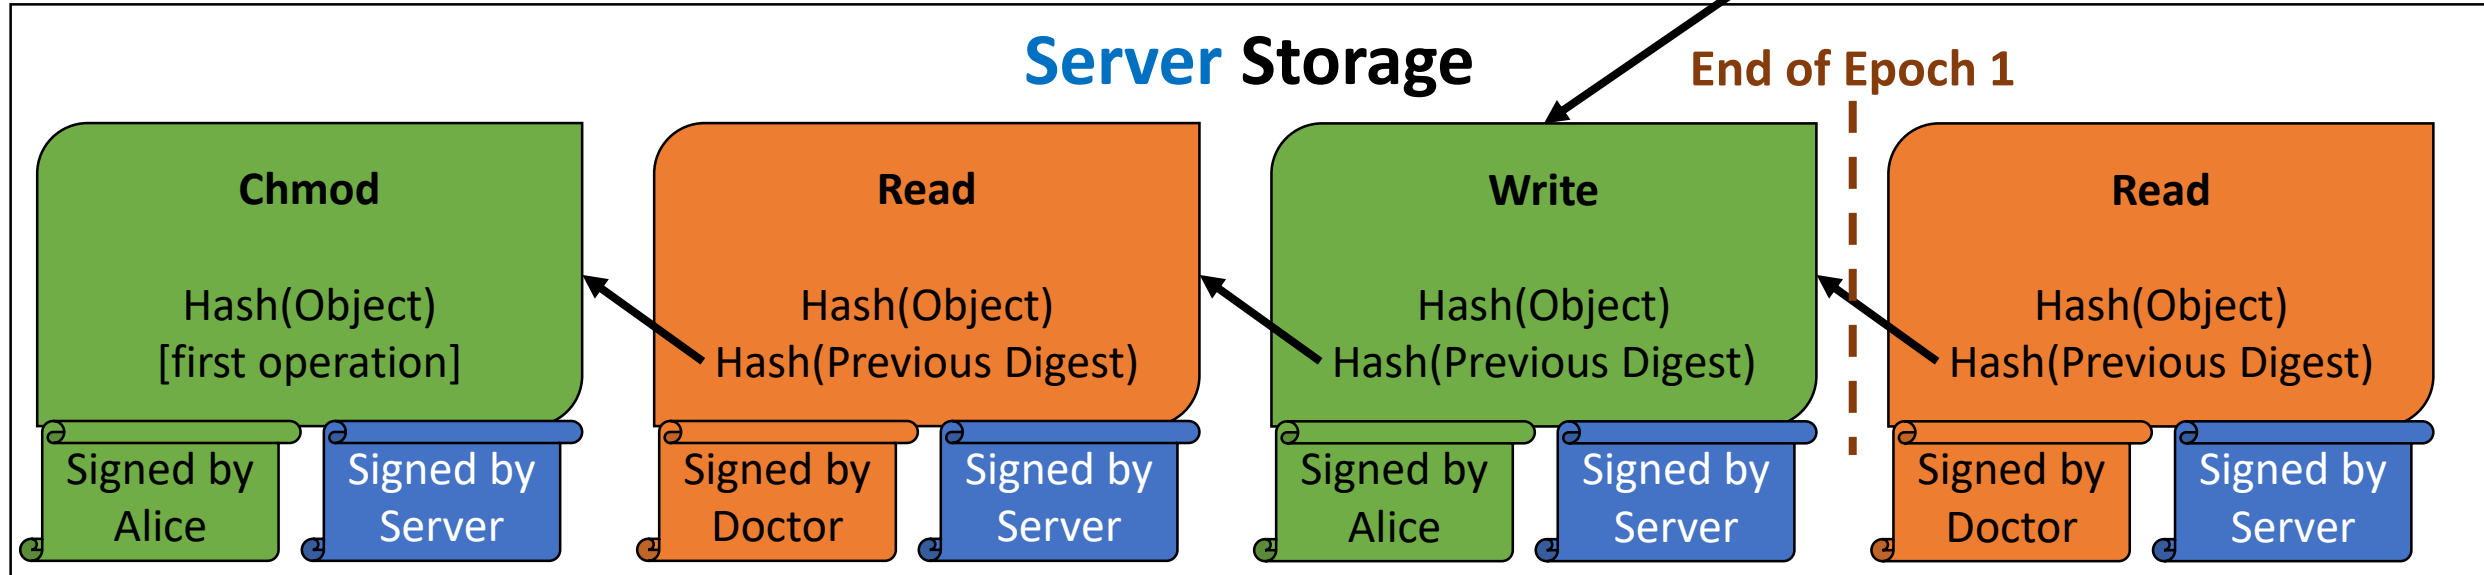 Server Storage
End of Epoch 1
Chmod
Hash(Object)
[first operation]
Signed by
Alice
Signed by
Server
Read
Hash(Object)
Hash(Previous Digest)
Signed by
Doctor
Signed by
Server
Write
Hash(Object)
Hash(Previous Digest)
Signed by
Alice
Signed by
Server
Read
Hash(Object)
Hash(Previous Digest)
Signed by
Doctor
Signed by
Server